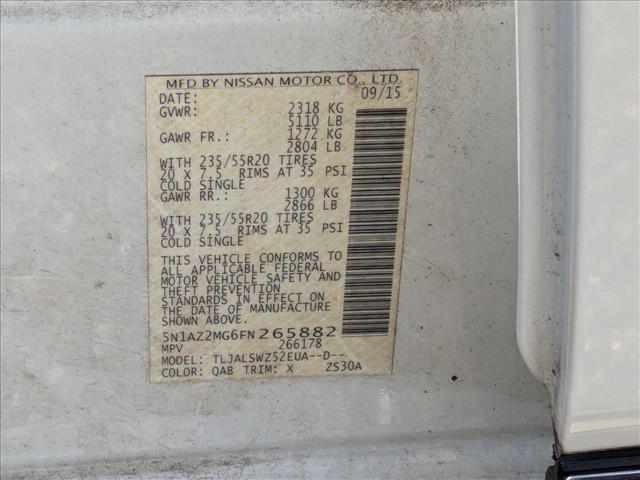 MFD BY NISSAN MOTOR CO., LTD.
DATE: 09/15
GVWR: 2318 KG
5110 LB
GAWR FR.: 1272 KG
2804 LB
WITH 235/55R20 TIRES
20 X 7.5 RIMS AT 35 PSI
COLD SINGLE
GAWR RR.: 1300 KG
2866 LB
WITH 235/55R20 TIRES
20 X 7.5 RIMS AT 35 PSI
COLD SINGLE
THIS VEHICLE CONFORMS TO
ALL APPLICABLE FEDERAL
MOTOR VEHICLE SAFETY AND
THEFT PREVENTION
STANDARDS IN EFFECT ON
THE DATE OF MANUFACTURE
SHOWN ABOVE.
5N1AZ2MG6FN265882
MPV 266178
MODEL: TLJALSWZ52EUA--D--
COLOR: QAB TRIM: X ZS30A